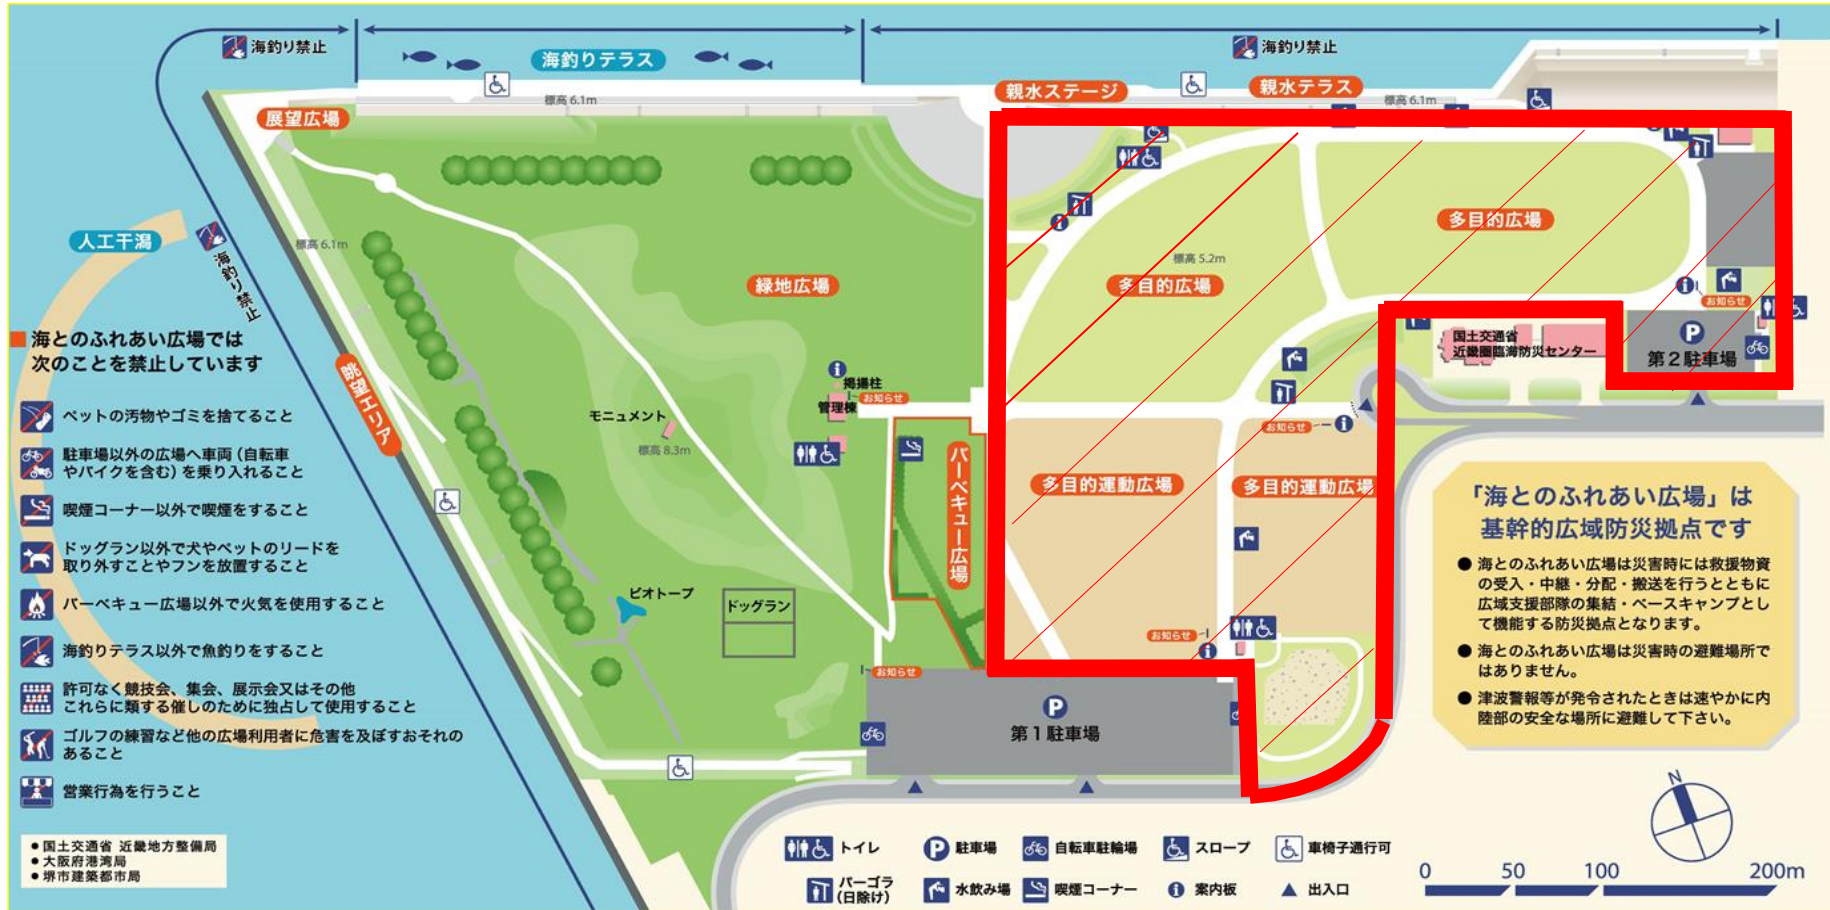 海釣り禁止
海釣りテラス
海釣り禁止
標高6.1m
親水ステージ
親水テラス
標高6.1m
展望広場
人工干潟
海釣り禁止
標高6.1m
緑地広場
多目的広場
標高5.2m
多目的広場
お知らせ
国土交通省
近畿圏臨海防災センター
P
第2駐車場
■ 海とのふれあい広場では
次のことを禁止しています
眺望エリア
掲揚柱
お知らせ
管理棟
モニュメント
標高8.3m
お知らせ
バーベキュー広場
多目的運動広場
多目的運動広場
ペットの汚物やゴミを捨てること
駐車場以外の広場へ車両(自転車
やバイクを含む)を乗り入れること
喫煙コーナー以外で喫煙をすること
ドッグラン以外で犬やペットのリードを
取り外すことやフンを放置すること
バーベキュー広場以外で火気を使用すること
海釣りテラス以外で魚釣りをすること
許可なく競技会、集会、展示会又はその他
これらに類する催しのために独占して使用すること
ゴルフの練習など他の広場利用者に危害を及ぼすおそれの
あること
営業行為を行うこと
ビオトープ
ドッグラン
お知らせ
お知らせ
P
第1駐車場
「海とのふれあい広場」は
基幹的広域防災拠点です
● 海とのふれあい広場は災害時には救援物資
の受入・中継・分配・搬送を行うとともに
広域支援部隊の集結・ベースキャンプとし
て機能する防災拠点となります。
● 海とのふれあい広場は災害時の避難場所で
はありません。
● 津波警報等が発令されたときは速やかに内
陸部の安全な場所に避難して下さい。
● 国土交通省 近畿地方整備局
● 大阪府港湾局
● 堺市建築都市局
トイレ
P 駐車場
自転車駐輪場
スロープ
車椅子通行可
パーゴラ
(日除け)
水飲み場
喫煙コーナー
案内板
▲ 出入口
N
0 50 100 200m